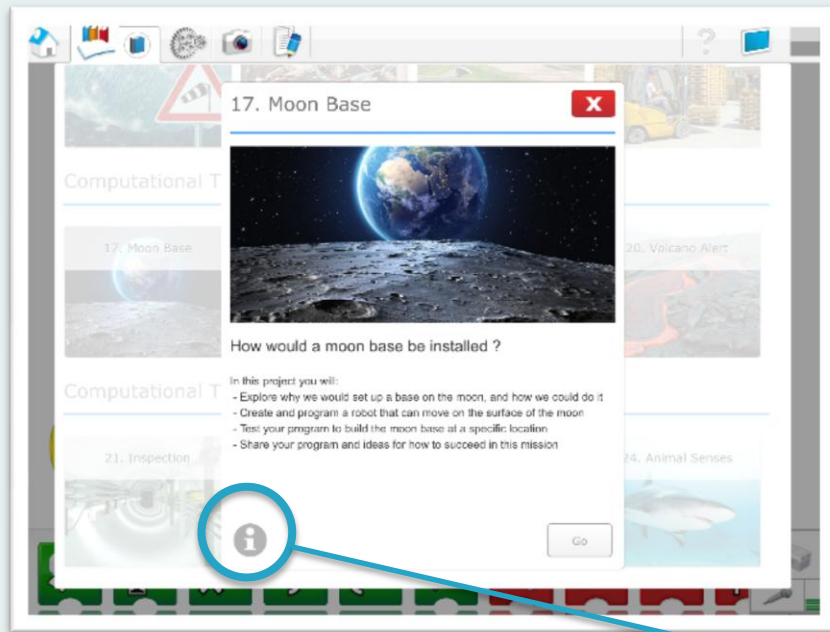 17. Moon Base
X
Computational T
17. Moon Base
20. Volcano Alert
How would a moon base be installed ?
In this project you will:
- Explore why we would set up a base on the moon, and how we could do it
- Create and program a robot that can move on the surface of the moon
- Test your program to build the moon base at a specific location
- Share your program and ideas for how to succeed in this mission
Computational T
21. Inspection
24. Animal Senses
i
Go
?